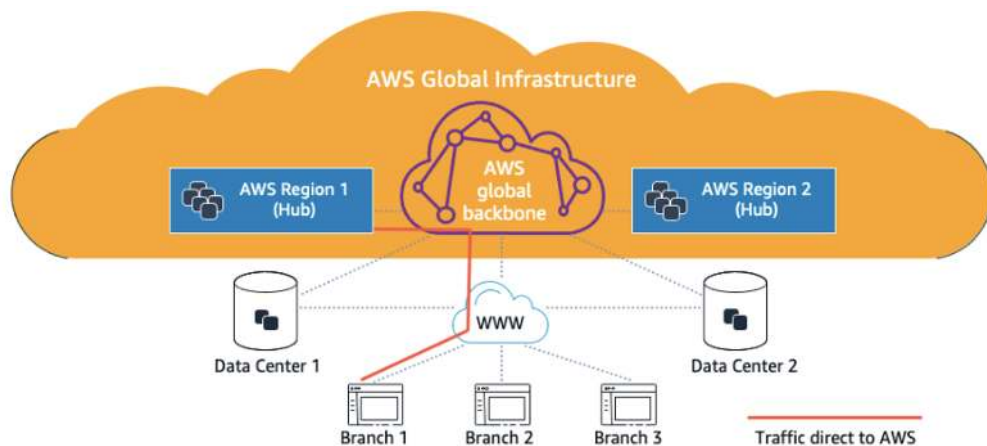 AWS Global Infrastructure
AWS Region 1
(Hub)
AWS
global
backbone
AWS Region 2
(Hub)
Data Center 1
WWW
Data Center 2
Branch 1
Branch 2
Branch 3
Traffic direct to AWS